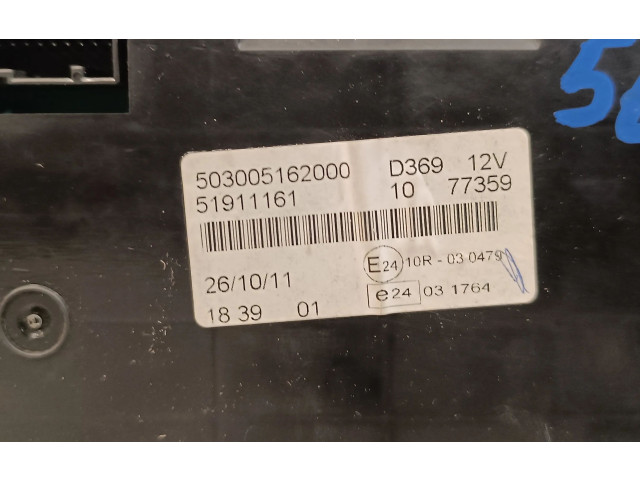 503005162000 D369 12V
51911161 10 77359
E24 10R - 03 0479
26/10/11
e24 03 1764
18 39 01